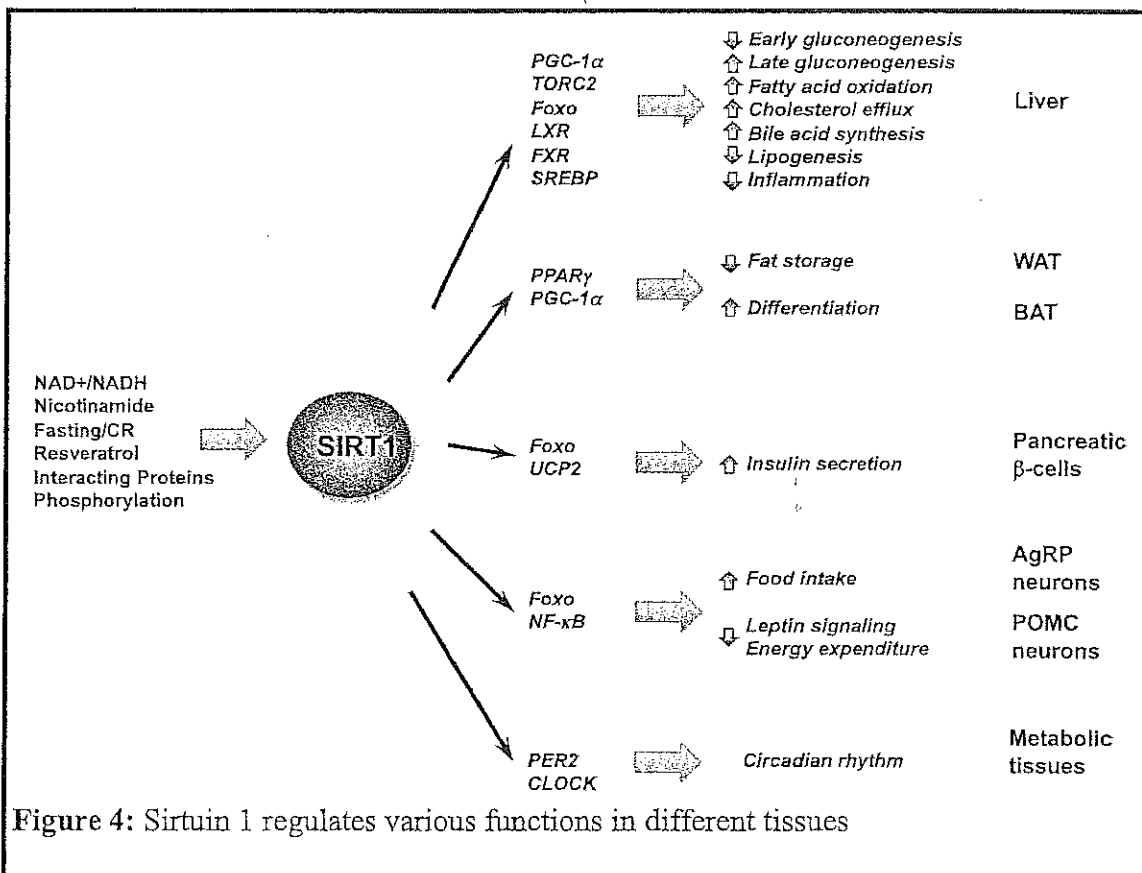 PGC-1α
TORC2
Foxo
LXR
FXR
SREBP
Early gluconeogenesis
Late gluconeogenesis
Fatty acid oxidation
Cholesterol efflux
Bile acid synthesis
Lipogenesis
Inflammation
Liver
PPARγ
PGC-1α
Fat storage
Differentiation
WAT
BAT
NAD+/NADH
Nicotinamide
Fasting/CR
Resveratrol
Interacting Proteins
Phosphorylation
SIRT1
Foxo
UCP2
Insulin secretion
Pancreatic
β-cells
Foxo
NF-κB
Food intake
Leptin signaling
Energy expenditure
AgRP
neurons
POMC
neurons
PER2
CLOCK
Circadian rhythm
Metabolic
tissues
Figure 4: Sirtuin 1 regulates various functions in different tissues